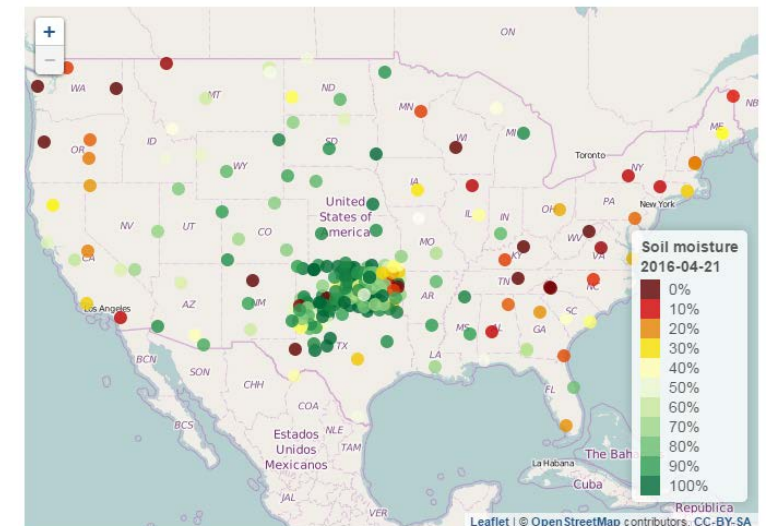 +
−
ON
WA
MT
ND
MN
NB
ME
OR
ID
SD
WI
MI
Toronto
WY
NY
IA
United
States of
America
NV
UT
CO
IL
IN
OH
PA
New York
MO
WV
KY
VA
CA
Los Angeles
AZ
NM
AR
TN
NC
SC
MS
AL
GA
TX
LA
BCN
SON
CHH
COA
FL
BCS
NLE
TAM
Estados
Unidos
Mexicanos
La Habana
The Bah
Cuba
JAL
VER
República
Soil moisture
2016-04-21
0%
10%
20%
30%
40%
50%
60%
70%
80%
90%
100%
Leaflet | © OpenStreetMap contributors, CC-BY-SA